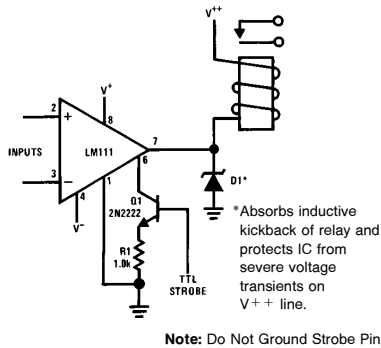 V++
V+
2
+
8
7
INPUTS
LM111
6
3
−
1
4
V−
D1*
Q1
2N2222
R1
1.0k
TTL
STROBE
*Absorbs inductive
kickback of relay and
protects IC from
severe voltage
transients on
V++ line.
Note: Do Not Ground Strobe Pin